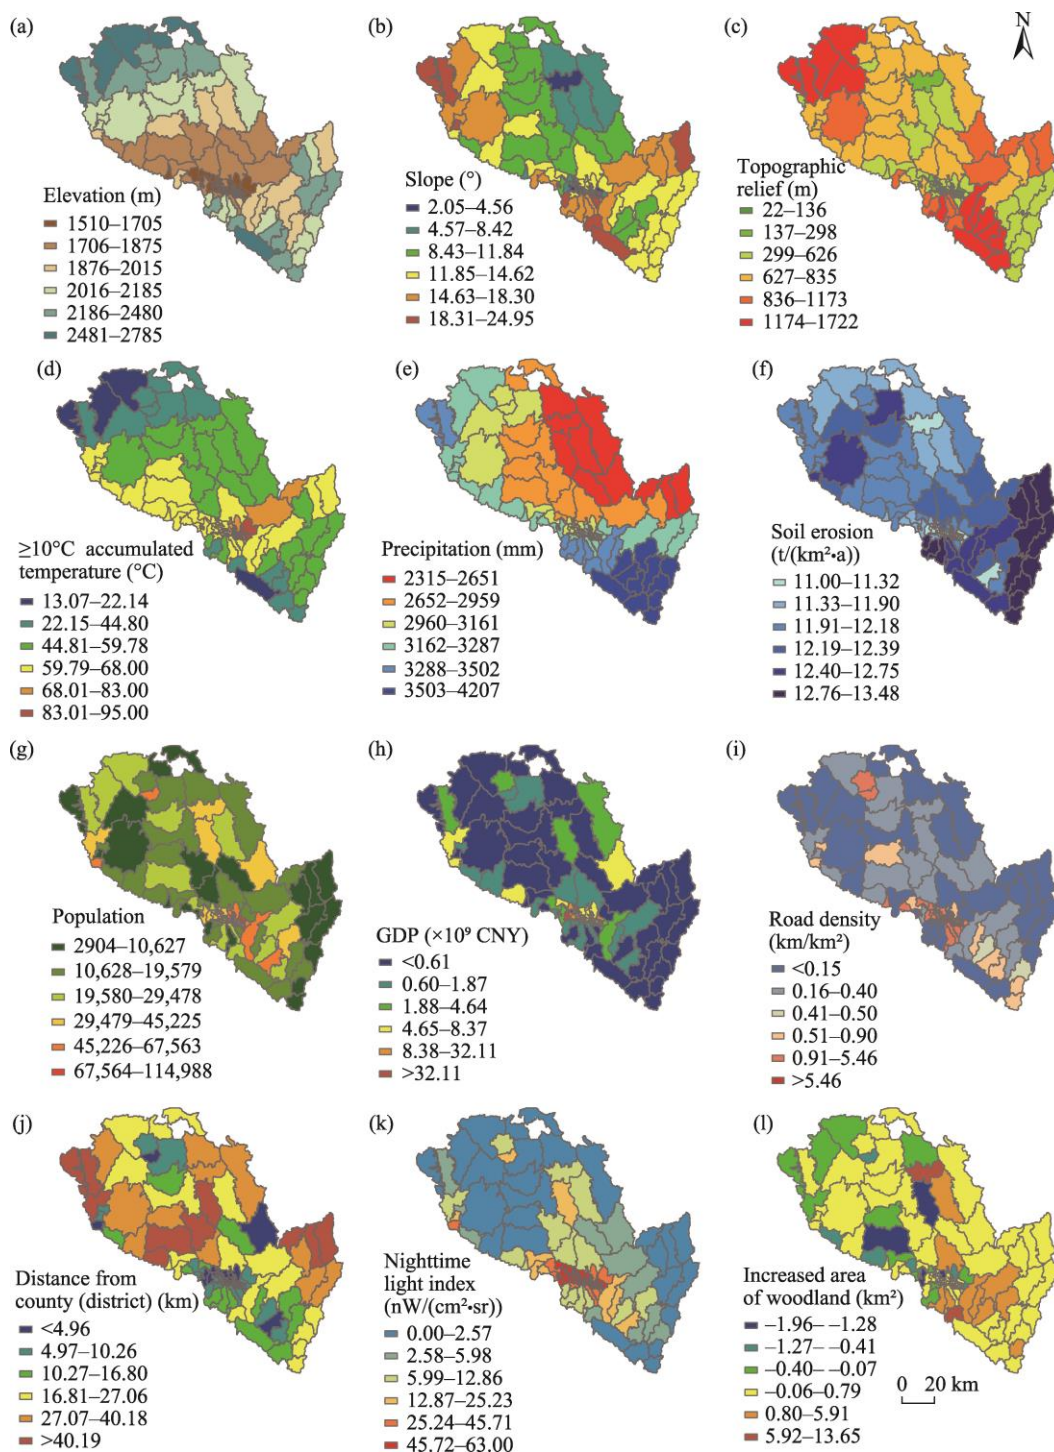 (a)
Elevation (m)
1510–1705
1706–1875
1876–2015
2016–2185
2186–2480
2481–2785
(b)
Slope (°)
2.05–4.56
4.57–8.42
8.43–11.84
11.85–14.62
14.63–18.30
18.31–24.95
(c)
N
Topographic
relief (m)
22–136
137–298
299–626
627–835
836–1173
1174–1722
(d)
≥10°C accumulated
temperature (°C)
13.07–22.14
22.15–44.80
44.81–59.78
59.79–68.00
68.01–83.00
83.01–95.00
(e)
Precipitation (mm)
2315–2651
2652–2959
2960–3161
3162–3287
3288–3502
3503–4207
(f)
Soil erosion
(t/(km²•a))
11.00–11.32
11.33–11.90
11.91–12.18
12.19–12.39
12.40–12.75
12.76–13.48
(g)
Population
2904–10,627
10,628–19,579
19,580–29,478
29,479–45,225
45,226–67,563
67,564–114,988
(h)
GDP (×10⁹ CNY)
<0.61
0.60–1.87
1.88–4.64
4.65–8.37
8.38–32.11
>32.11
(i)
Road density
(km/km²)
<0.15
0.16–0.40
0.41–0.50
0.51–0.90
0.91–5.46
>5.46
(j)
Distance from
county (district) (km)
<4.96
4.97–10.26
10.27–16.80
16.81–27.06
27.07–40.18
>40.19
(k)
Nighttime
light index
(nW/(cm²•sr))
0.00–2.57
2.58–5.98
5.99–12.86
12.87–25.23
25.24–45.71
45.72–63.00
(l)
Increased area
of woodland (km²)
–1.96– –1.28
–1.27– –0.41
–0.40– –0.07
–0.06–0.79
0.80–5.91
5.92–13.65
0 20 km